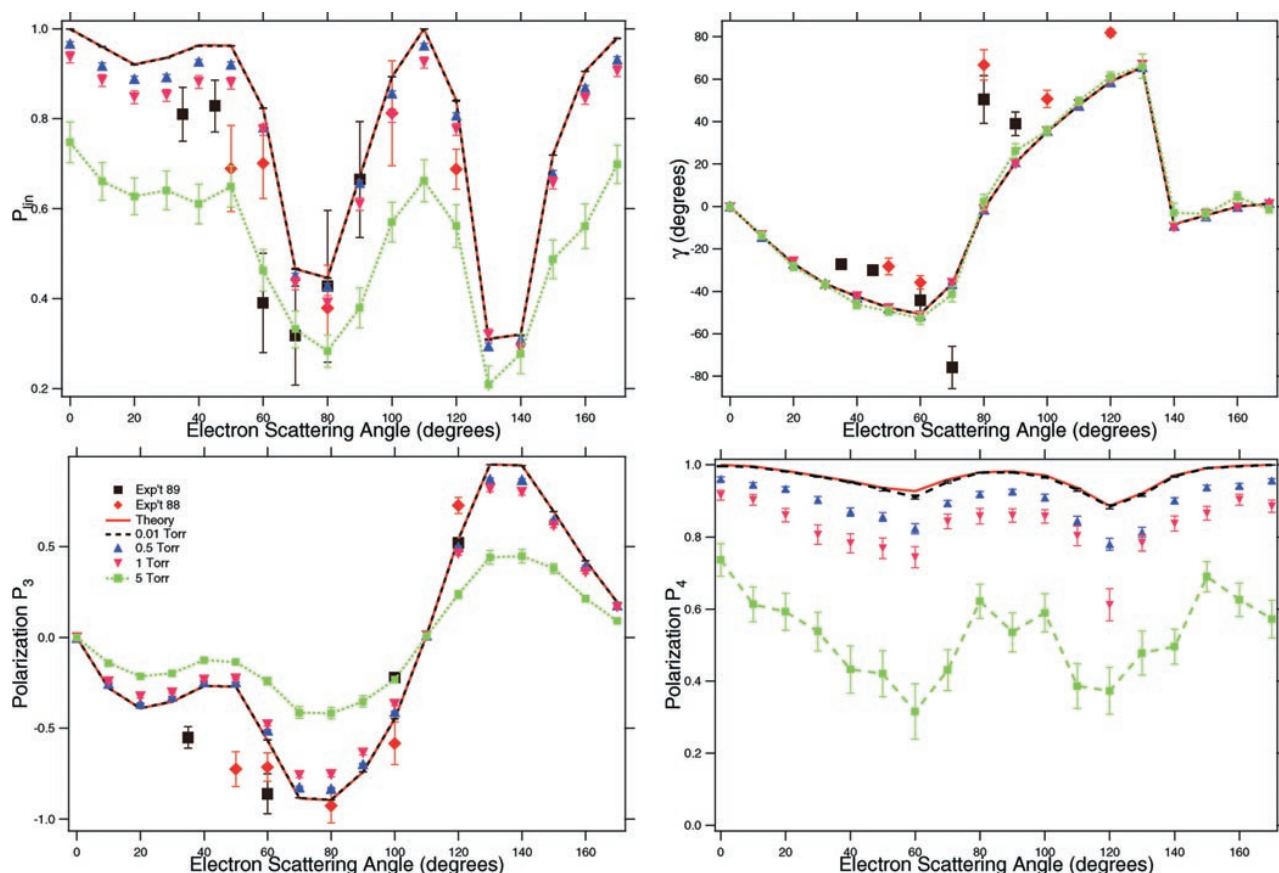 1.0
0.8
0.6
0.4
0.2
P_lin
0 20 40 60 80 100 120 140 160
Electron Scattering Angle (degrees)
80
60
40
20
0
-20
-40
-60
-80
γ (degrees)
0 20 40 60 80 100 120 140 160
Electron Scattering Angle (degrees)
0.5
0.0
-0.5
-1.0
Polarization P_3
Exp't 89
Exp't 88
Theory
0.01 Torr
0.5 Torr
1 Torr
5 Torr
0 20 40 60 80 100 120 140 160
Electron Scattering Angle (degrees)
1.0
0.8
0.6
0.4
0.2
0.0
Polarization P_4
0 20 40 60 80 100 120 140 160
Electron Scattering Angle (degrees)